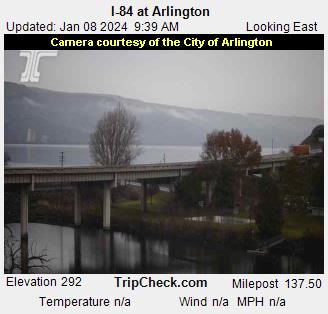 I-84 at Arlington
Updated: Jan 08 2024 9:39 AM Looking East
Camera courtesy of the City of Arlington
Elevation 292 TripCheck.com Milepost 137.50
Temperature n/a Wind n/a MPH n/a